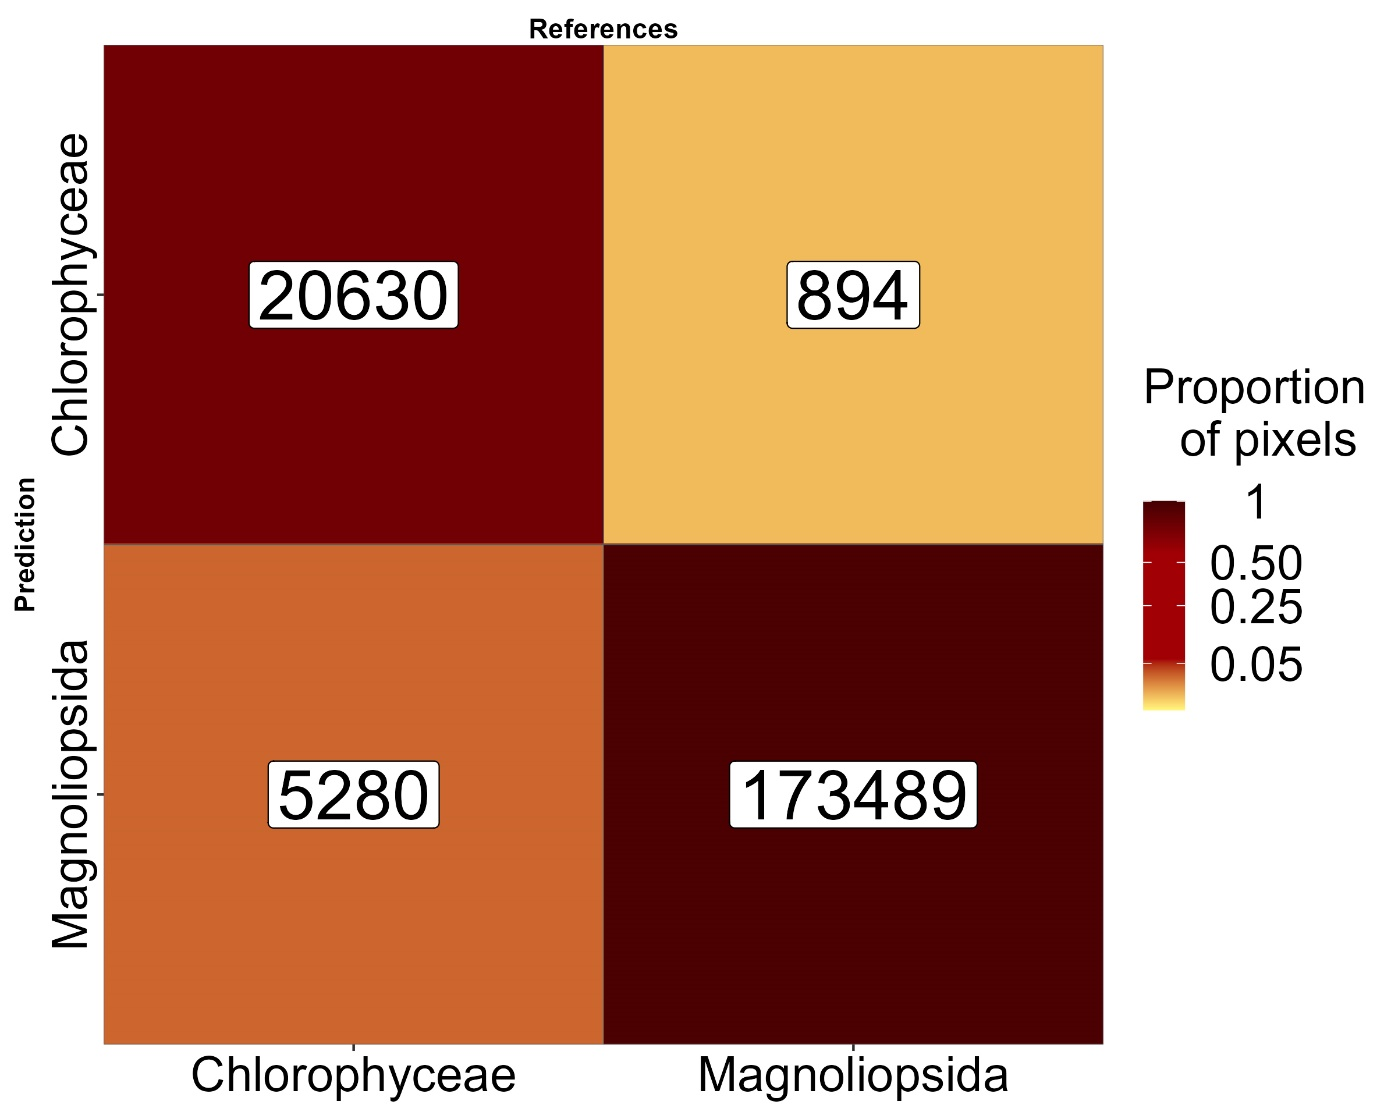 References
Chlorophyceae
20630
894
Prediction
Magnoliopsida
5280
173489
Chlorophyceae
Magnoliopsida
Proportion
of pixels
1
0.50
0.25
0.05